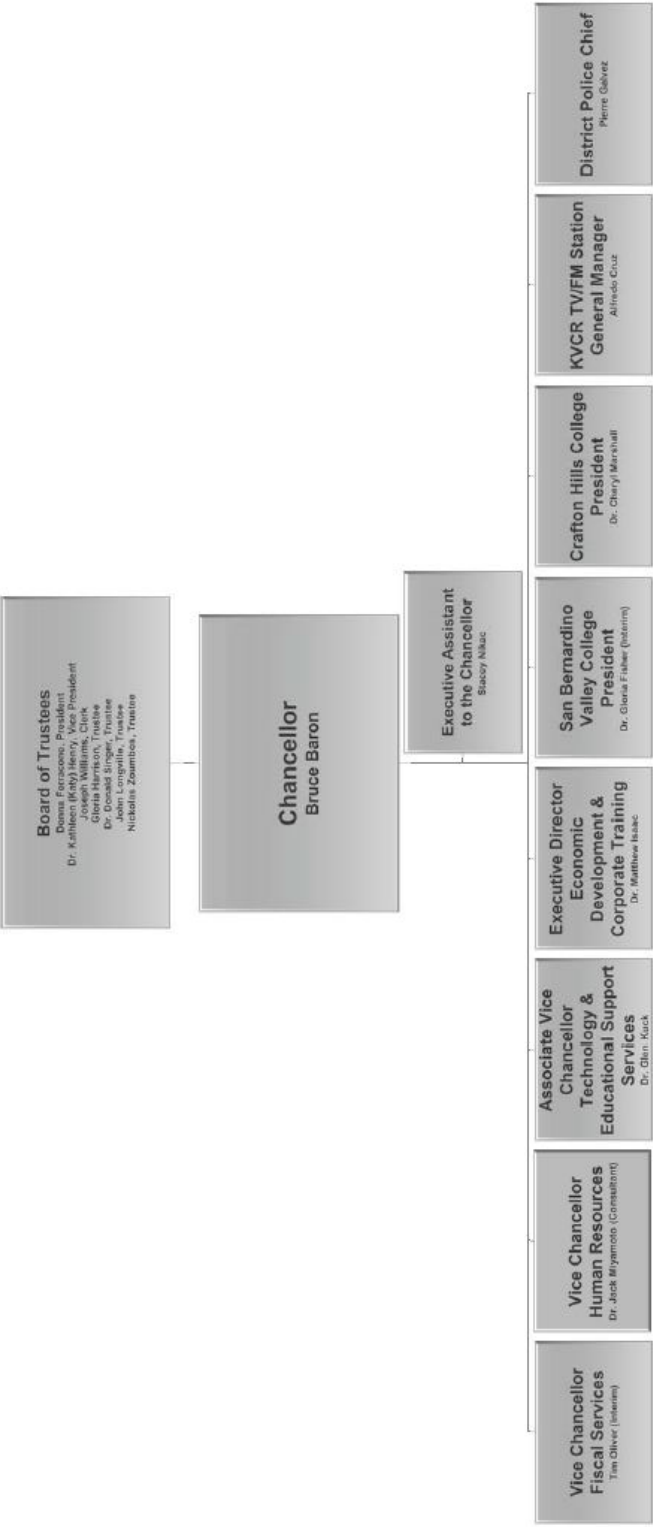 Board of Trustees
Donna Ferracone, President
Dr. Kathleen (Katy) Henry, Vice President
Joseph Williams, Clerk
Gloria Harrison, Trustee
Dr. Donald Singer, Trustee
John Longville, Trustee
Nickolas Zoumbos, Trustee
Chancellor
Bruce Baron
Executive Assistant
to the Chancellor
Stacey Nikac
Vice Chancellor
Fiscal Services
Tim Oliver (Interim)
Vice Chancellor
Human Resources
Dr. Jack Miyamoto (Consultant)
Associate Vice
Chancellor
Technology &
Educational Support
Services
Dr. Glen Kuck
Executive Director
Economic
Development &
Corporate Training
Dr. Matthew Isaac
San Bernardino
Valley College
President
Dr. Gloria Fisher (Interim)
Crafton Hills College
President
Dr. Cheryl Marshall
KVCR TV/FM Station
General Manager
Alfredo Cruz
District Police Chief
Pierre Galvez